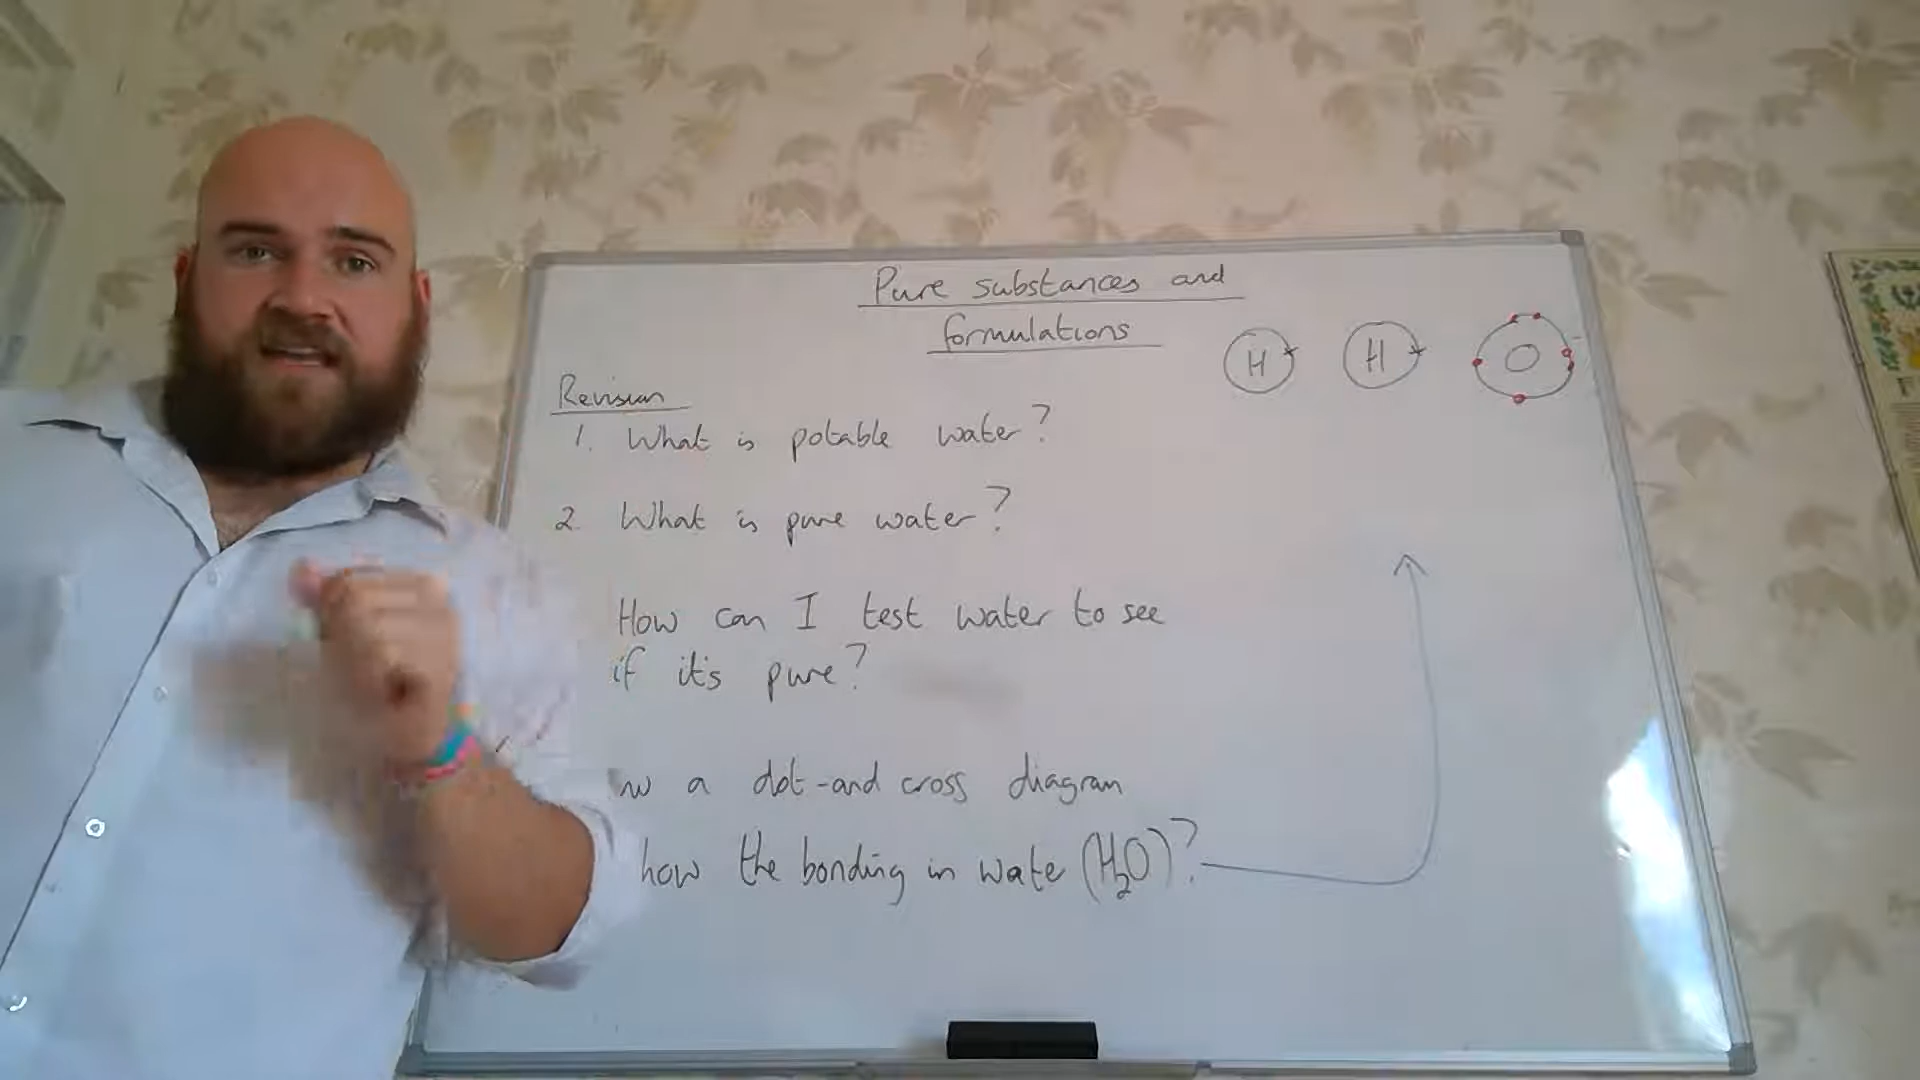 Pure substances and
formulations
H H O
Revision
1. What is potable water?
2. What is pure water?
How can I test water to see
if it's pure?
a dot-and cross diagram
how the bonding in wate (H₂O)?